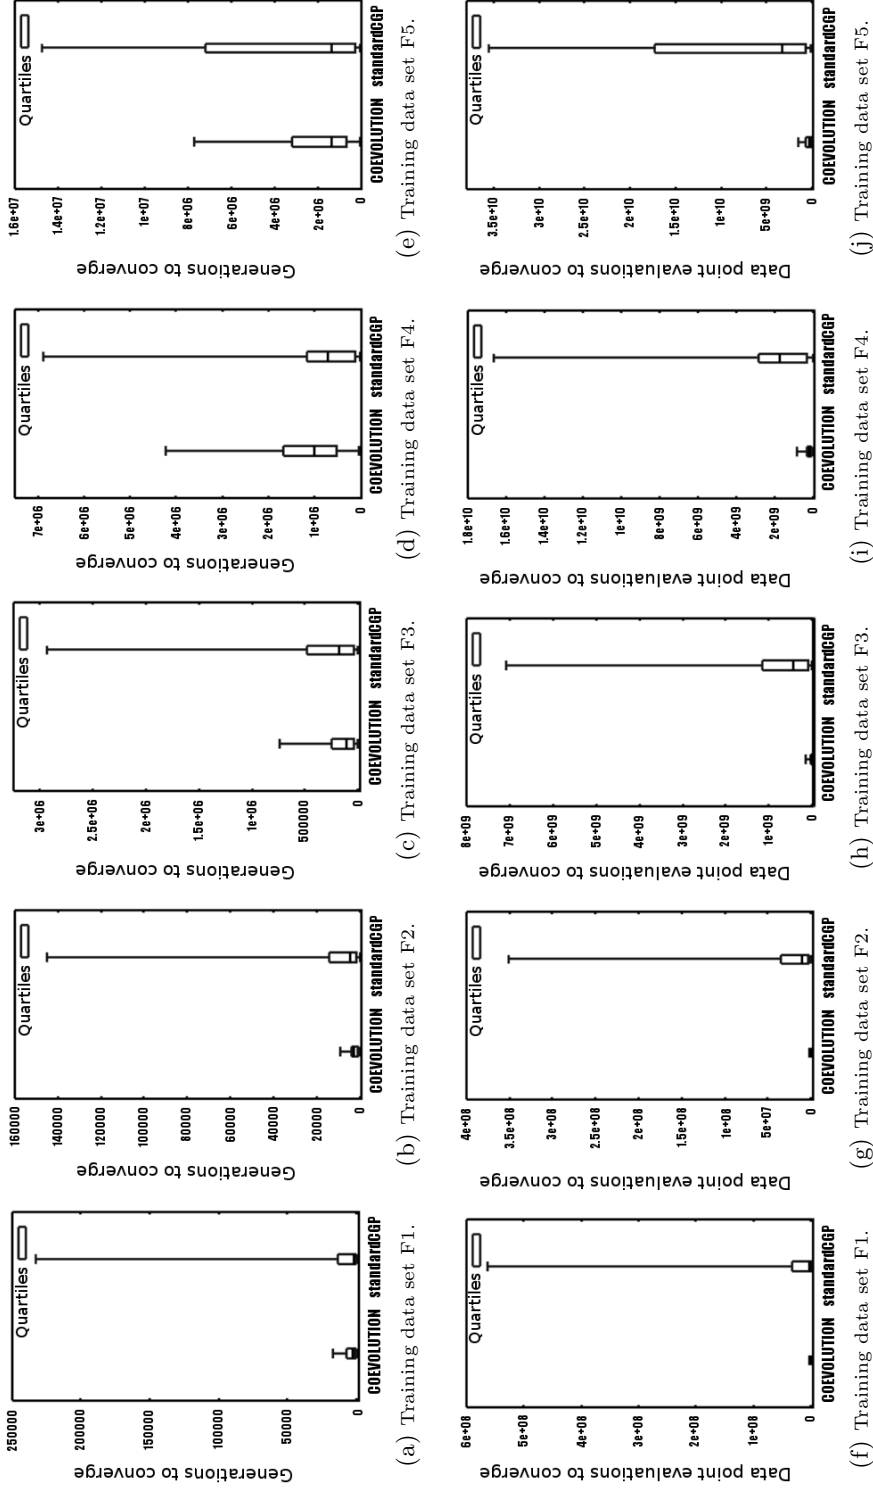 Generations to converge
250000
200000
150000
100000
50000
0
Quartiles
COEVOLUTION standardCGP
(a) Training data set F1.
Generations to converge
160000
140000
120000
100000
80000
60000
40000
20000
0
Quartiles
COEVOLUTION standardCGP
(b) Training data set F2.
Generations to converge
3e+06
2.5e+06
2e+06
1.5e+06
1e+06
500000
0
Quartiles
COEVOLUTION standardCGP
(c) Training data set F3.
Generations to converge
7e+06
6e+06
5e+06
4e+06
3e+06
2e+06
1e+06
0
Quartiles
COEVOLUTION standardCGP
(d) Training data set F4.
Generations to converge
1.6e+07
1.4e+07
1.2e+07
1e+07
8e+06
6e+06
4e+06
2e+06
0
Quartiles
COEVOLUTION standardCGP
(e) Training data set F5.
Data point evaluations to converge
6e+08
5e+08
4e+08
3e+08
2e+08
1e+08
0
Quartiles
COEVOLUTION standardCGP
(f) Training data set F1.
Data point evaluations to converge
4e+08
3.5e+08
3e+08
2.5e+08
2e+08
1.5e+08
1e+08
5e+07
0
Quartiles
COEVOLUTION standardCGP
(g) Training data set F2.
Data point evaluations to converge
8e+09
7e+09
6e+09
5e+09
4e+09
3e+09
2e+09
1e+09
0
Quartiles
COEVOLUTION standardCGP
(h) Training data set F3.
Data point evaluations to converge
1.8e+10
1.6e+10
1.4e+10
1.2e+10
1e+10
8e+09
6e+09
4e+09
2e+09
0
Quartiles
COEVOLUTION standardCGP
(i) Training data set F4.
Data point evaluations to converge
3.5e+10
3e+10
2.5e+10
2e+10
1.5e+10
1e+10
5e+09
0
Quartiles
COEVOLUTION standardCGP
(j) Training data set F5.